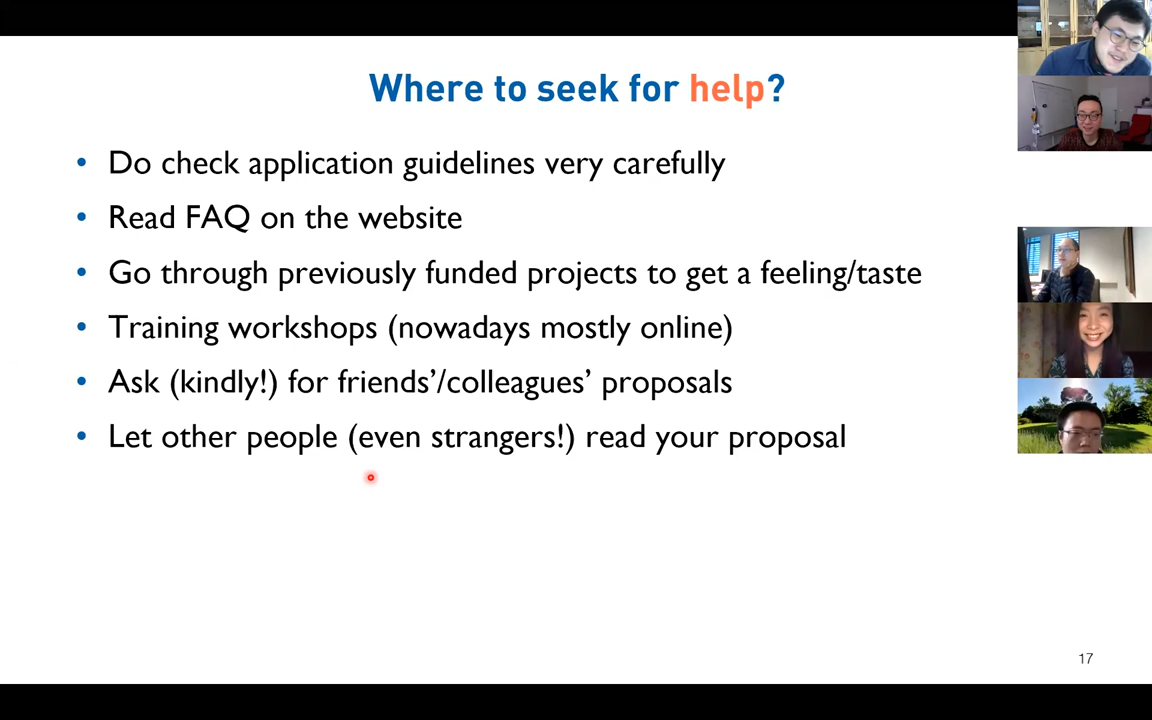 Where to seek for help?
• Do check application guidelines very carefully
• Read FAQ on the website
• Go through previously funded projects to get a feeling/taste
• Training workshops (nowadays mostly online)
• Ask (kindly!) for friends’/colleagues’ proposals
• Let other people (even strangers!) read your proposal
17